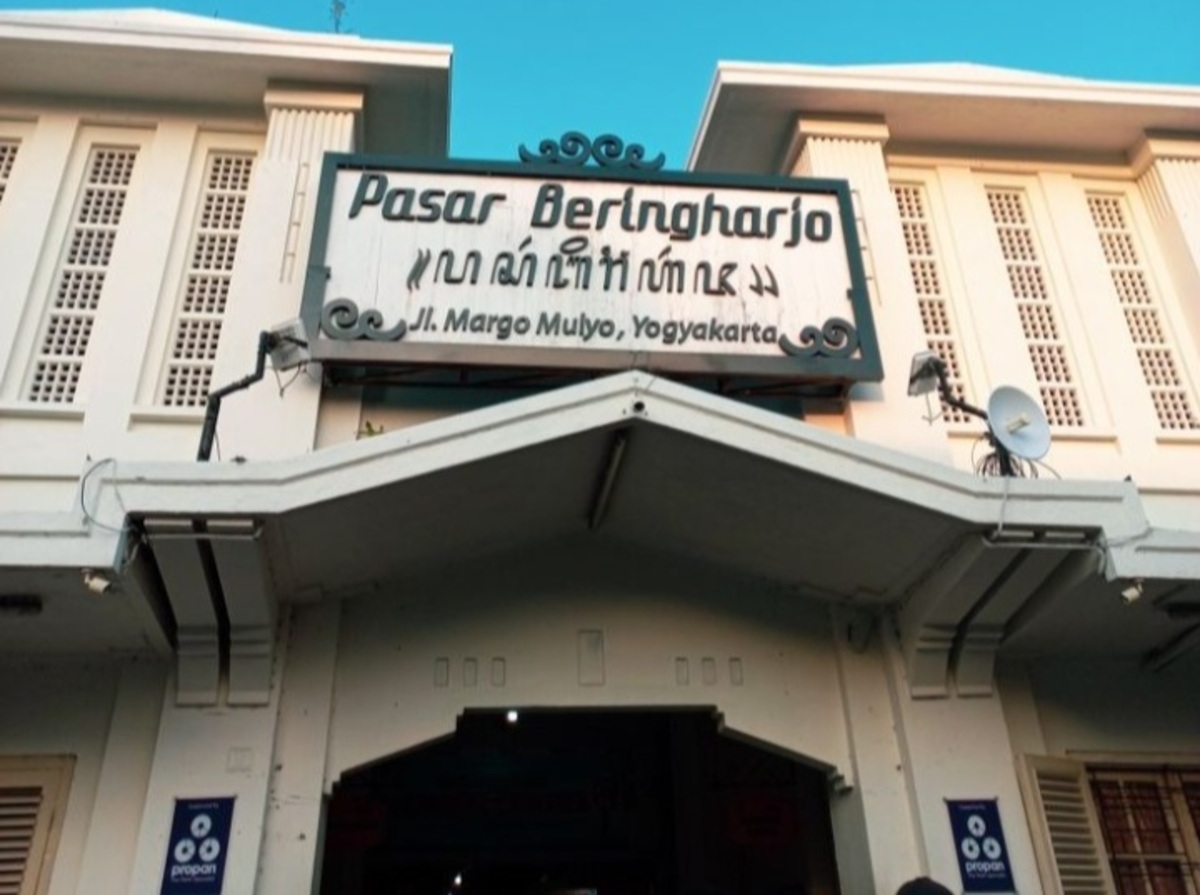 Pasar Beringharjo
Jl. Margo Mulyo, Yogyakarta
propan
propan